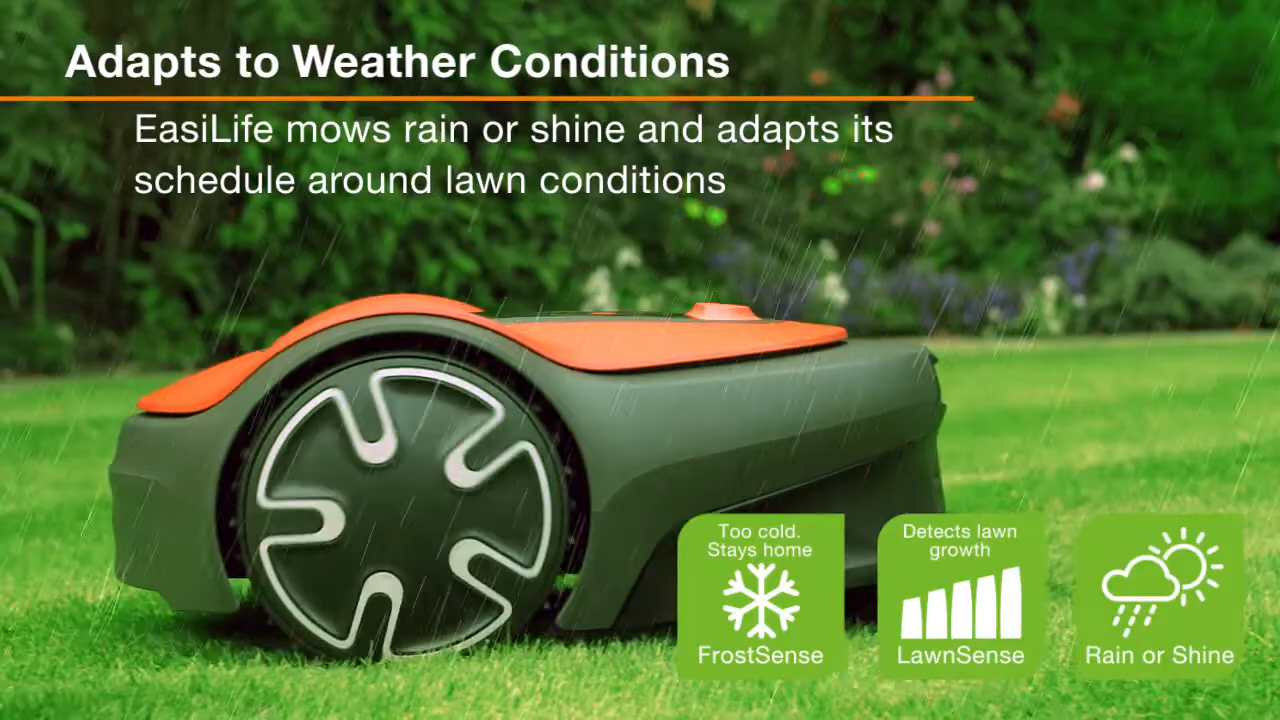 Adapts to Weather Conditions
EasiLife mows rain or shine and adapts its
schedule around lawn conditions
Too cold.
Stays home
FrostSense
Detects lawn
growth
LawnSense
Rain or Shine